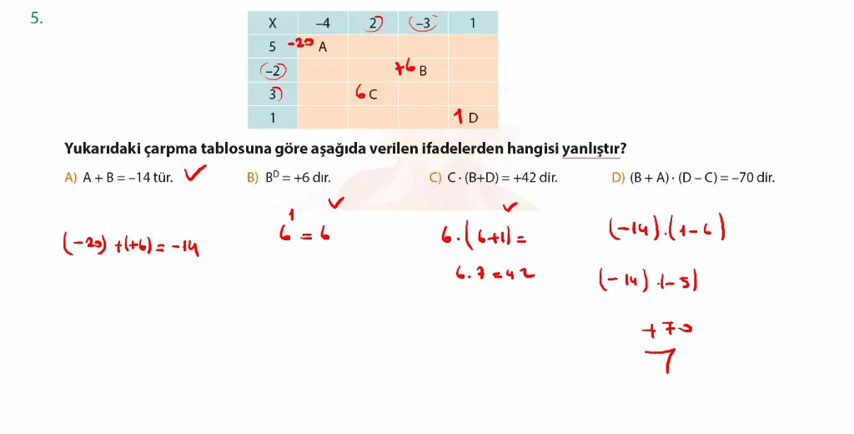 5.
X -4 2 -3 1
5 -20 A
-2 +6 B
3 6 C
1 1 D
Yukarıdaki çarpma tablosuna göre aşağıda verilen ifadelerden hangisi yanlıştır?
A) A + B = –14 tür. B) Bᴰ = +6 dır. C) C · (B+D) = +42 dir. D) (B + A) · (D – C) = –70 dir.
(-20) + (+6) = -14
6¹ = 6
6 · (6+1) =
6 . 7 = 42
(-14) · (1-6)
(-14) · (-5)
+70